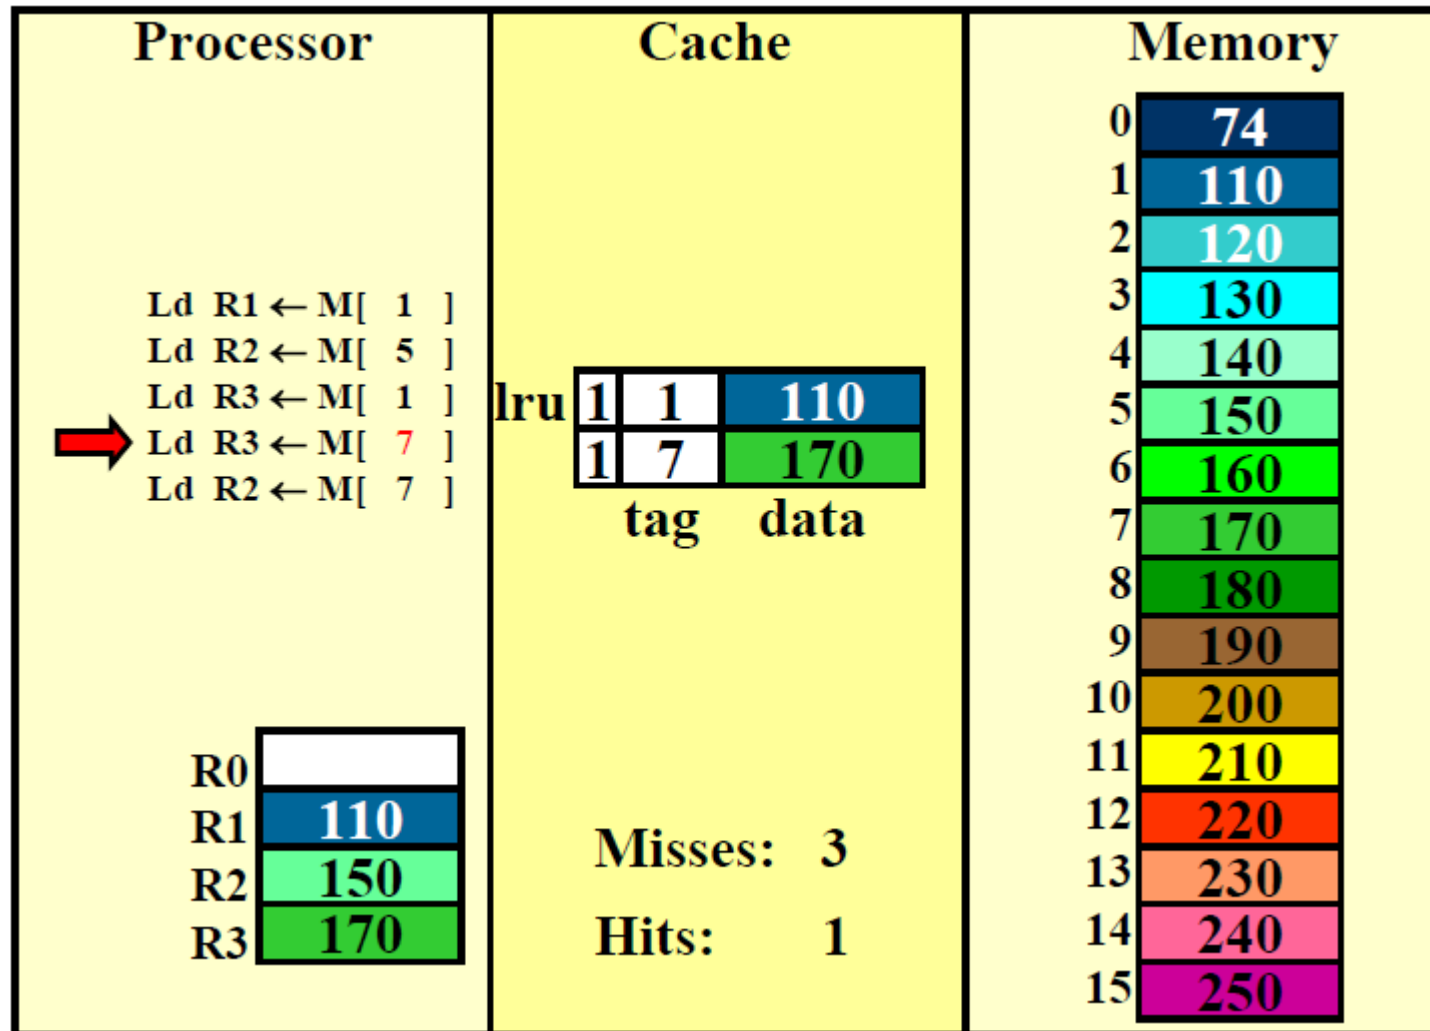 Processor
Ld R1 ← M[ 1 ]
Ld R2 ← M[ 5 ]
Ld R3 ← M[ 1 ]
Ld R3 ← M[ 7 ]
Ld R2 ← M[ 7 ]
R0
R1 110
R2 150
R3 170
Cache
lru 1 1 110
1 7 170
tag data
Misses: 3
Hits: 1
Memory
0 74
1 110
2 120
3 130
4 140
5 150
6 160
7 170
8 180
9 190
10 200
11 210
12 220
13 230
14 240
15 250